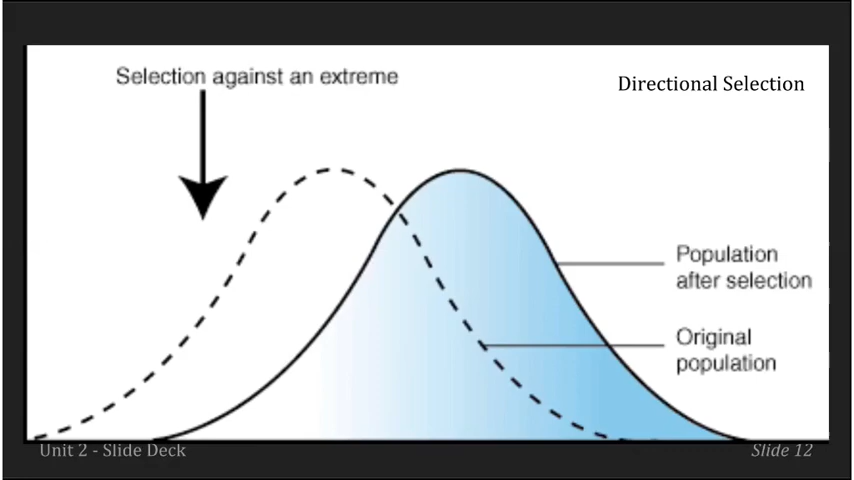 Selection against an extreme
Directional Selection
Population
after selection
Original
population
Unit 2 - Slide Deck
Slide 12